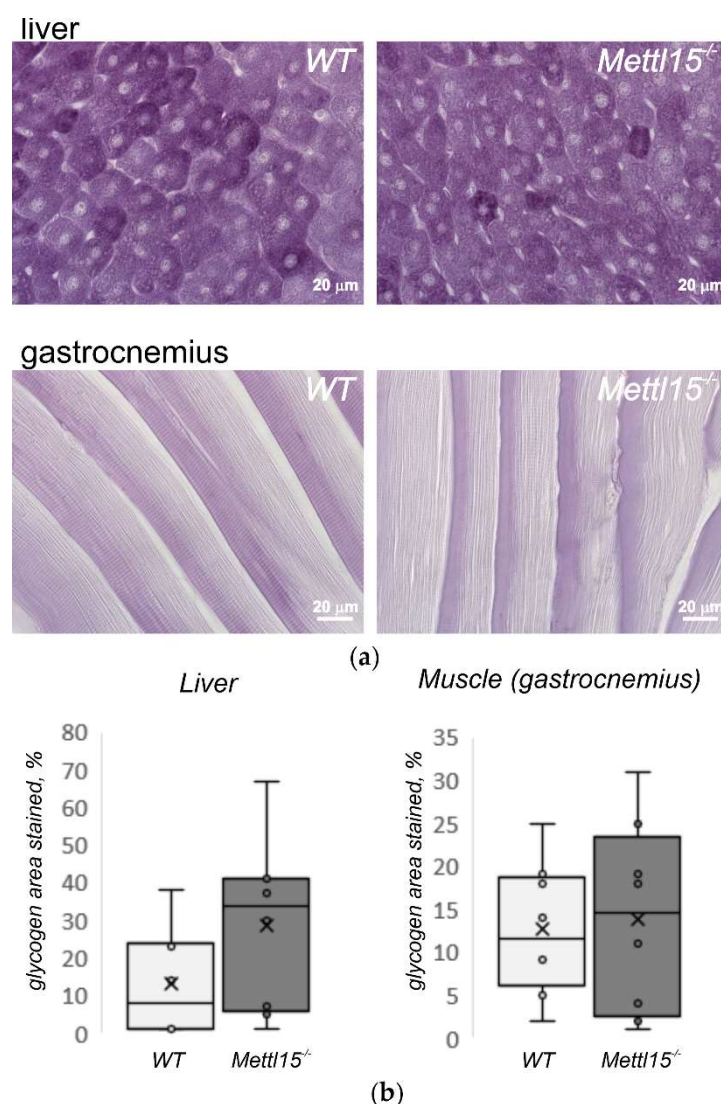 liver
WT
Mettl15-/-
20 μm
20 μm
gastrocnemius
WT
Mettl15-/-
20 μm
20 μm
(a)
Liver
Muscle (gastrocnemius)
glycogen area stained, %
80
70
60
50
40
30
20
10
0
WT
Mettl15-/-
glycogen area stained, %
35
30
25
20
15
10
5
0
WT
Mettl15-/-
(b)